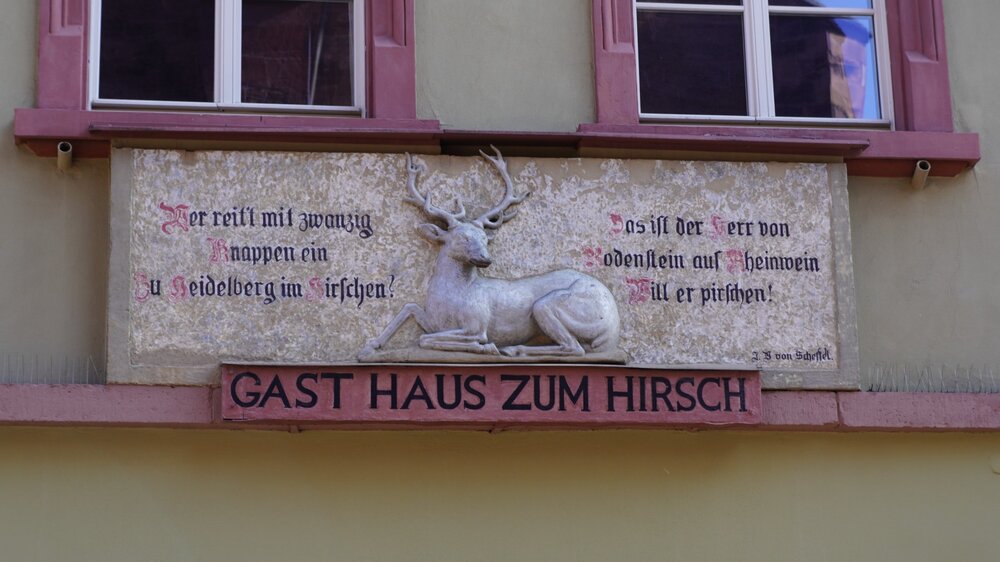 Wer reit't mit zwanzig
Knappen ein
Zu Heidelberg im Hirschen?
Das ist der Herr von
Rodenstein auf Rheinwein
Will er pirschen!
J. B von Scheffel.
GAST HAUS ZUM HIRSCH